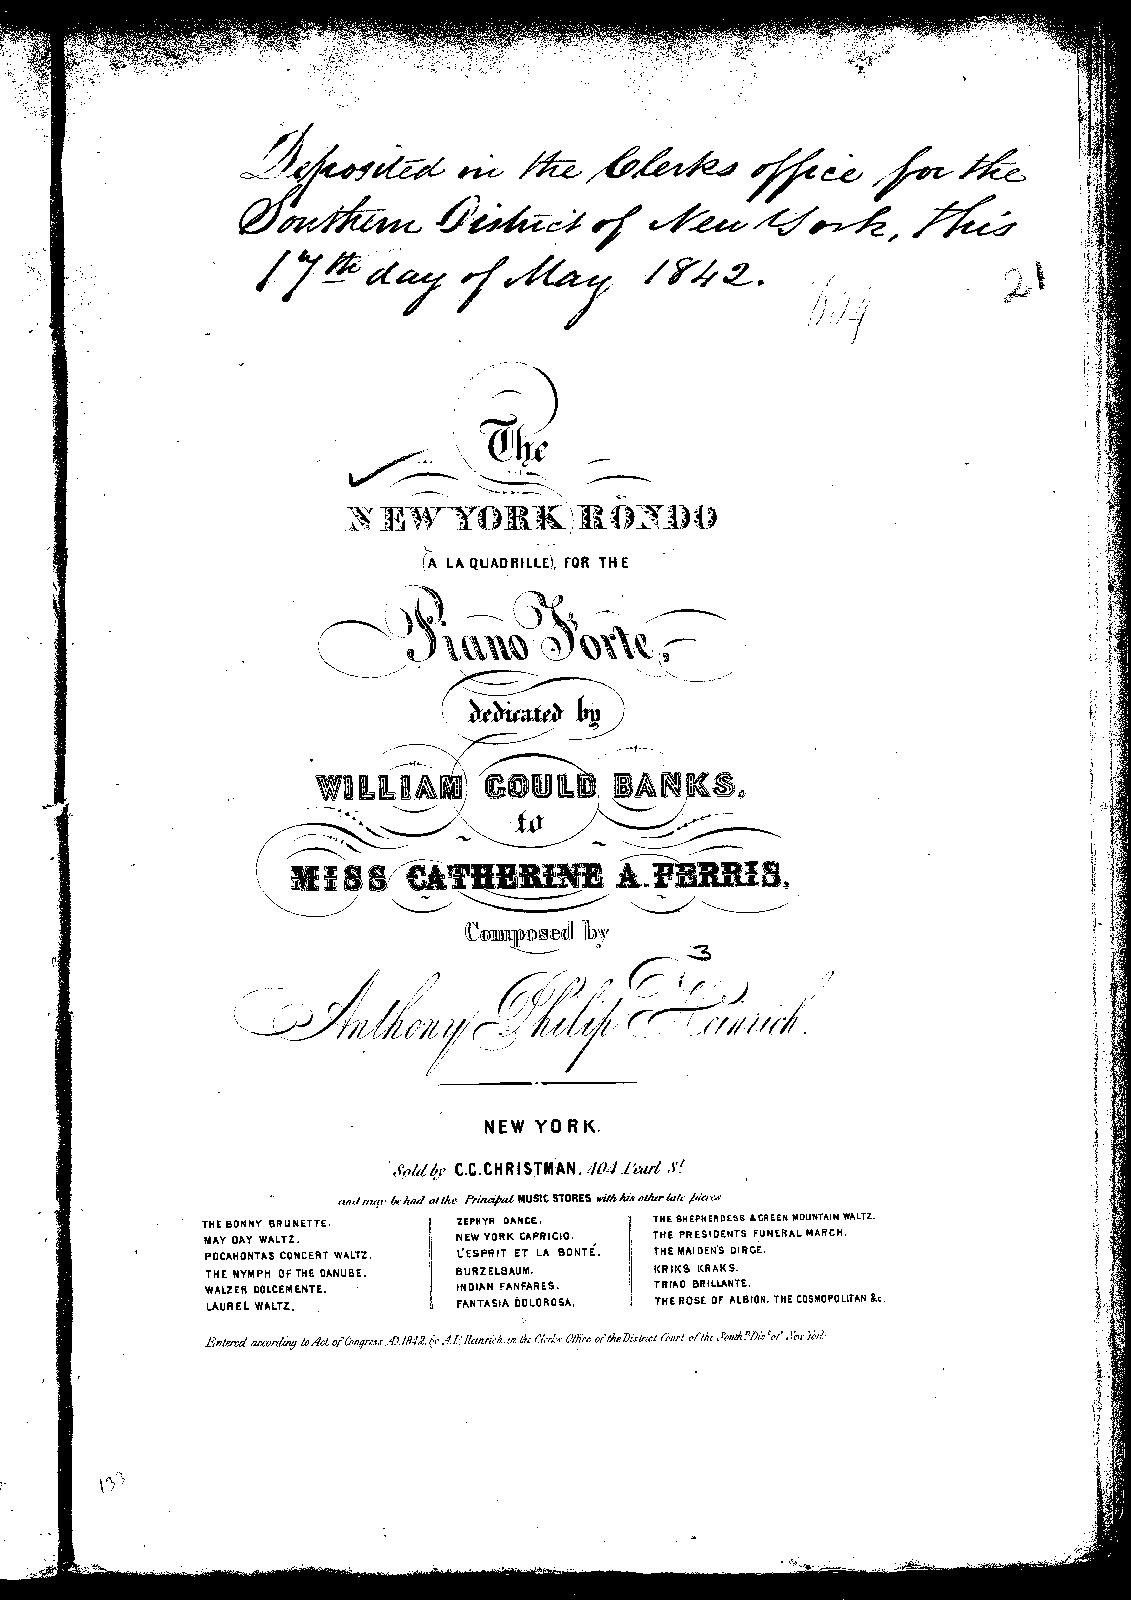 Deposited in the Clerks office for the
Southern District of New York, this
17th day of May 1842.
21
The
NEW YORK RONDO
(A LA QUADRILLE), FOR THE
Piano Forte,
dedicated by
WILLIAM GOULD BANKS,
to
MISS CATHERINE A. FERRIS,
Composed by
3
Anthony Philip Heinrich.
NEW YORK.
Sold by C.C. CHRISTMAN, 404 Pearl St
and may be had at the Principal MUSIC STORES with his other late pieces
THE BONNY BRUNETTE.
MAY DAY WALTZ.
POCAHONTAS CONCERT WALTZ.
THE NYMPH OF THE DANUBE.
WALZER DOLCEMENTE.
LAUREL WALTZ.
ZEPHYR DANCE.
NEW YORK CAPRICIO.
L'ESPRIT ET LA BONTÉ.
BURZELBAUM.
INDIAN FANFARES.
FANTASIA DOLOROSA.
THE SHEPHERDESS & GREEN MOUNTAIN WALTZ.
THE PRESIDENTS FUNERAL MARCH.
THE MAIDEN'S DIRGE.
KRIKS KRAKS.
TRIAD BRILLANTE.
THE ROSE OF ALBION. THE COSMOPOLITAN &c.
Entered according to Act of Congress AD. 1842, by A.P. Heinrich, in the Clerks Office of the District Court of the Southn Dist of New York
133